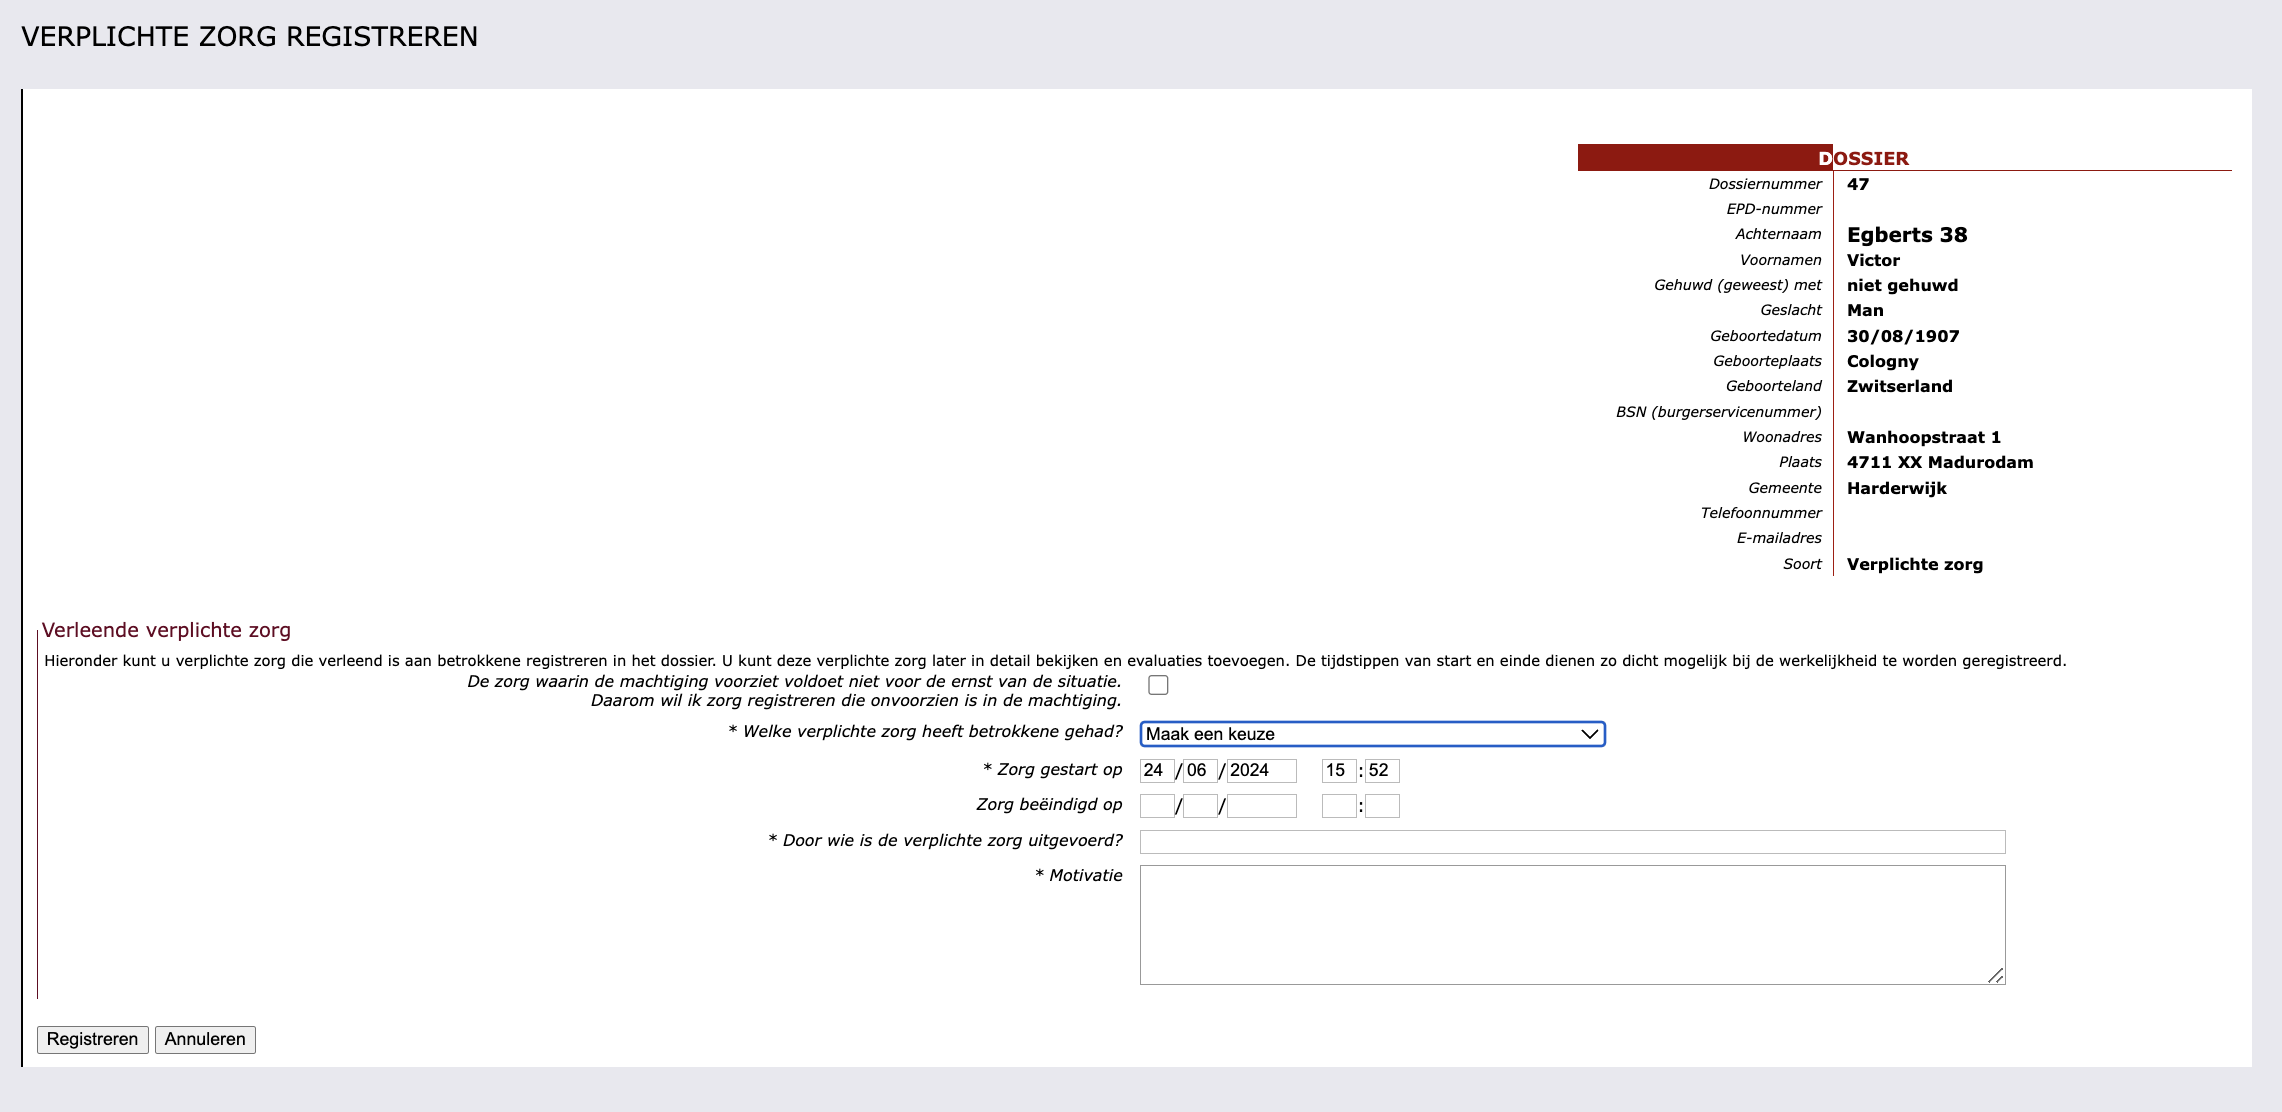 VERPLICHTE ZORG REGISTREREN
DOSSIER
Dossiernummer 47
EPD-nummer
Achternaam Egberts 38
Voornamen Victor
Gehuwd (geweest) met niet gehuwd
Geslacht Man
Geboortedatum 30/08/1907
Geboorteplaats Cologny
Geboorteland Zwitserland
BSN (burgerservicenummer)
Woonadres Wanhoopstraat 1
Plaats 4711 XX Madurodam
Gemeente Harderwijk
Telefoonnummer
E-mailadres
Soort Verplichte zorg
Verleende verplichte zorg
Hieronder kunt u verplichte zorg die verleend is aan betrokkene registreren in het dossier. U kunt deze verplichte zorg later in detail bekijken en evaluaties toevoegen. De tijdstippen van start en einde dienen zo dicht mogelijk bij de werkelijkheid te worden geregistreerd.
De zorg waarin de machtiging voorziet voldoet niet voor de ernst van de situatie.
Daarom wil ik zorg registreren die onvoorzien is in de machtiging.
* Welke verplichte zorg heeft betrokkene gehad? Maak een keuze
* Zorg gestart op 24 / 06 / 2024 15 : 52
Zorg beëindigd op / / :
* Door wie is de verplichte zorg uitgevoerd?
* Motivatie
Registreren Annuleren